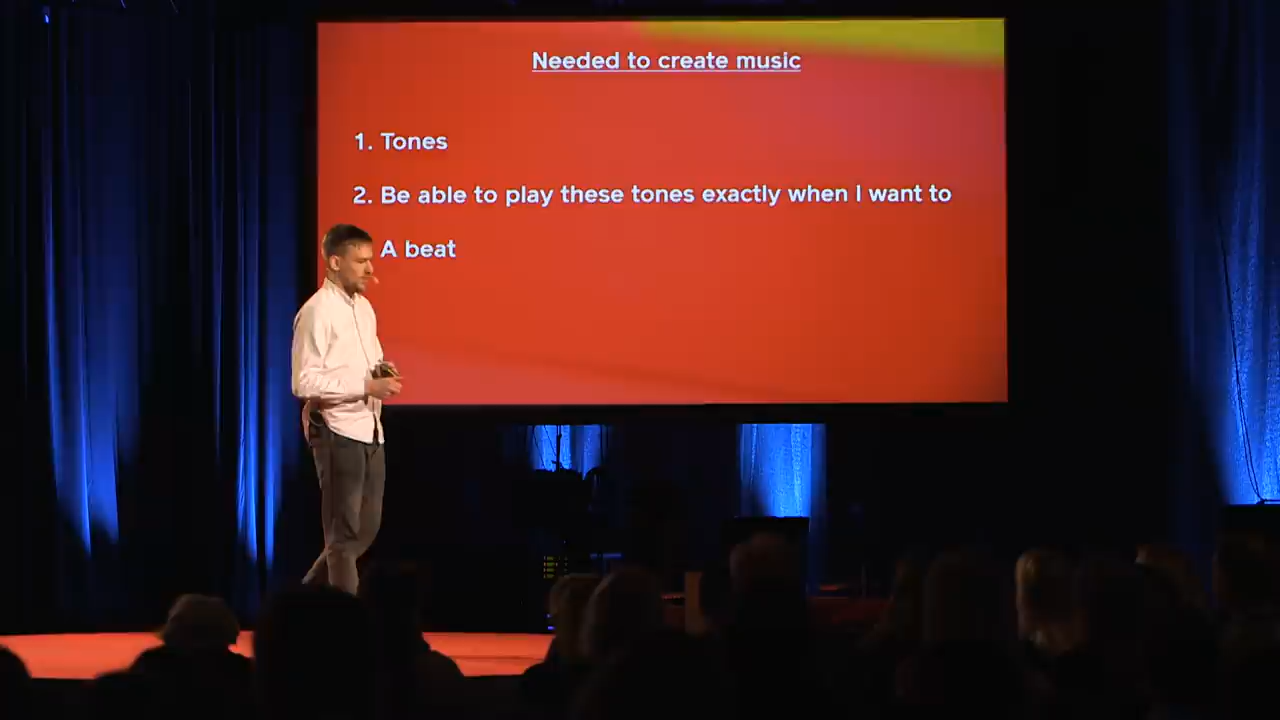 Needed to create music
1. Tones
2. Be able to play these tones exactly when I want to
A beat